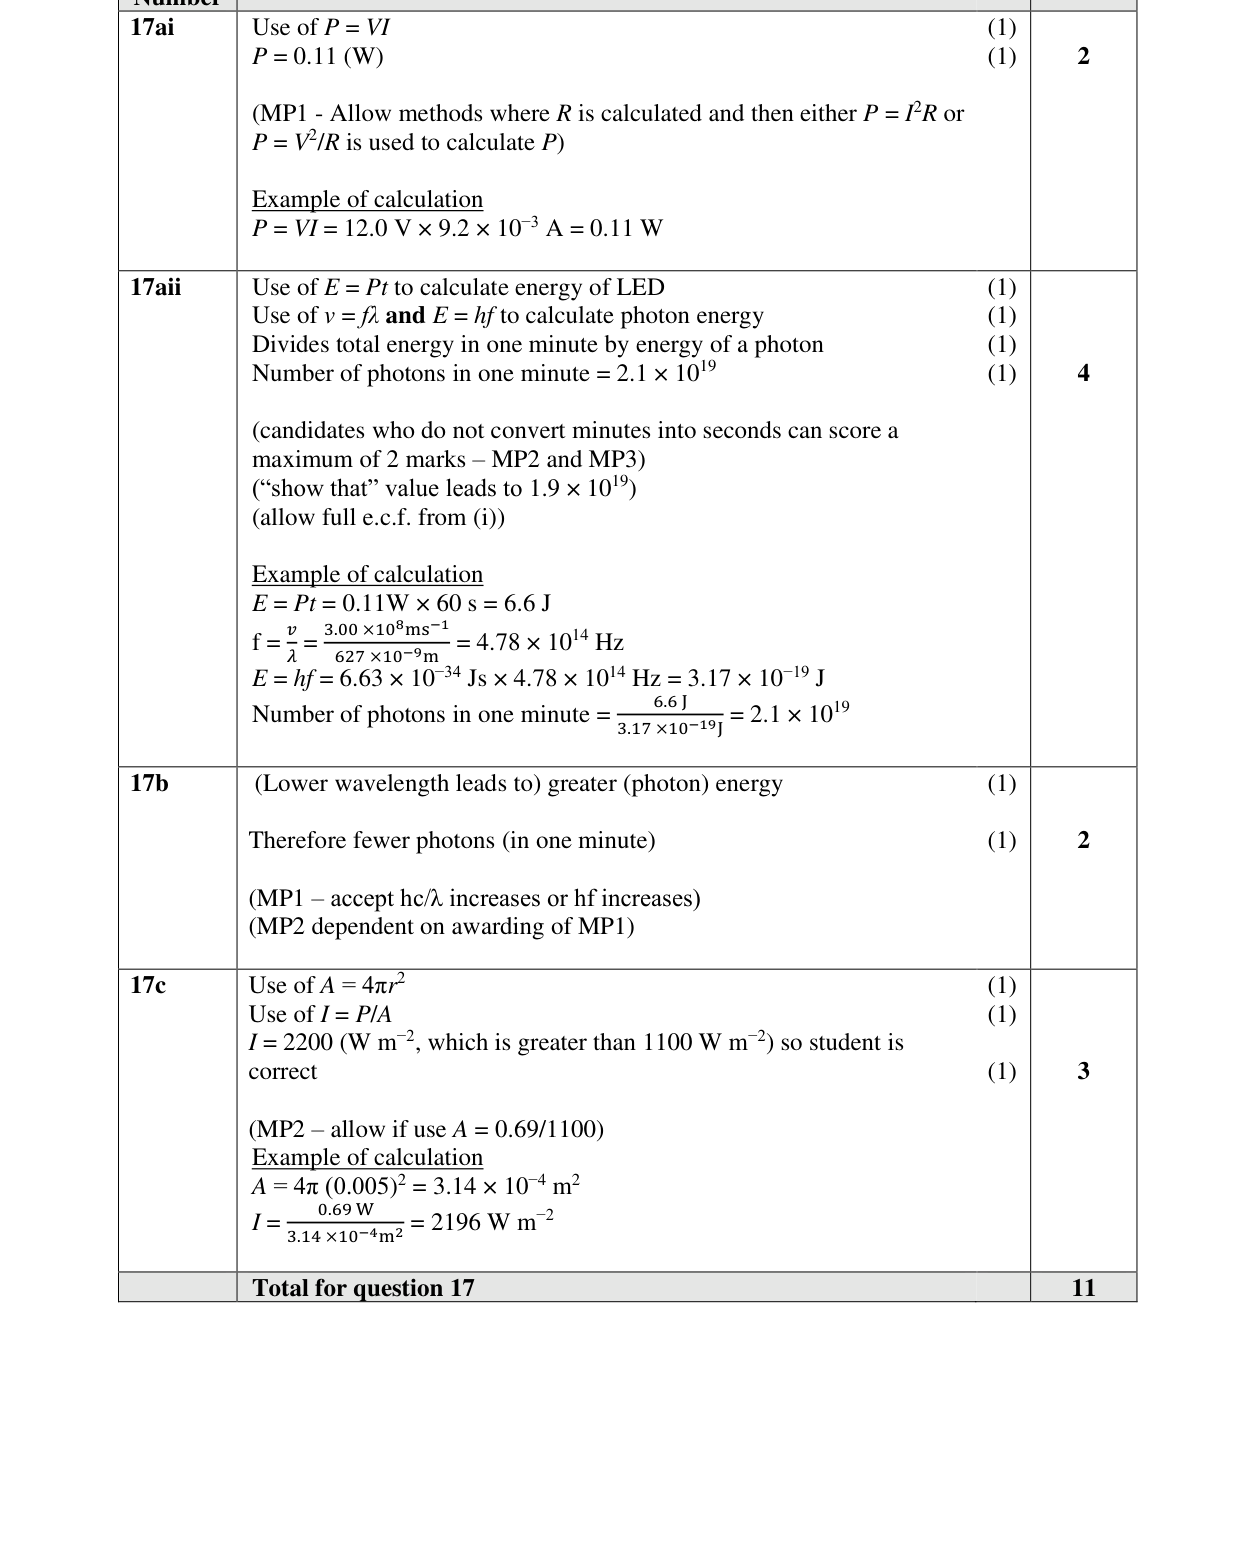 Number
17ai Use of P = VI (1)
P = 0.11 (W) (1) 2
(MP1 - Allow methods where R is calculated and then either P = I²R or
P = V²/R is used to calculate P)
Example of calculation
P = VI = 12.0 V × 9.2 × 10⁻³ A = 0.11 W
17aii Use of E = Pt to calculate energy of LED (1)
Use of v = fλ and E = hf to calculate photon energy (1)
Divides total energy in one minute by energy of a photon (1)
Number of photons in one minute = 2.1 × 10¹⁹ (1) 4
(candidates who do not convert minutes into seconds can score a
maximum of 2 marks – MP2 and MP3)
(“show that” value leads to 1.9 × 10¹⁹)
(allow full e.c.f. from (i))
Example of calculation
E = Pt = 0.11W × 60 s = 6.6 J
f = v/λ = 3.00 ×10⁸ms⁻¹/627 ×10⁻⁹m = 4.78 × 10¹⁴ Hz
E = hf = 6.63 × 10⁻³⁴ Js × 4.78 × 10¹⁴ Hz = 3.17 × 10⁻¹⁹ J
Number of photons in one minute = 6.6 J/3.17 ×10⁻¹⁹J = 2.1 × 10¹⁹
17b (Lower wavelength leads to) greater (photon) energy (1)
Therefore fewer photons (in one minute) (1) 2
(MP1 – accept hc/λ increases or hf increases)
(MP2 dependent on awarding of MP1)
17c Use of A = 4πr² (1)
Use of I = P/A (1)
I = 2200 (W m⁻², which is greater than 1100 W m⁻²) so student is
correct (1) 3
(MP2 – allow if use A = 0.69/1100)
Example of calculation
A = 4π (0.005)² = 3.14 × 10⁻⁴ m²
I = 0.69 W/3.14 ×10⁻⁴m² = 2196 W m⁻²
Total for question 17 11